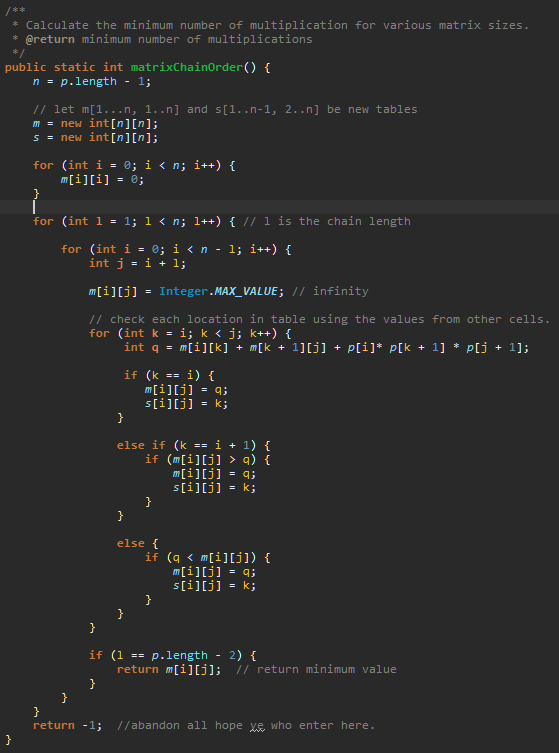 /**
 * Calculate the minimum number of multiplication for various matrix sizes.
 * @return minimum number of multiplications
 */
public static int matrixChainOrder() {
    n = p.length - 1;

    // let m[1...n, 1..n] and s[1..n-1, 2..n] be new tables
    m = new int[n][n];
    s = new int[n][n];

    for (int i = 0; i < n; i++) {
        m[i][i] = 0;
    }

    for (int l = 1; l < n; l++) { // l is the chain length

        for (int i = 0; i < n - l; i++) {
            int j = i + l;

            m[i][j] = Integer.MAX_VALUE; // infinity

            // check each location in table using the values from other cells.
            for (int k = i; k < j; k++) {
                 int q = m[i][k] + m[k + 1][j] + p[i]* p[k + 1] * p[j + 1];

                 if (k == i) {
                    m[i][j] = q;
                    s[i][j] = k;
                }

                else if (k == i + 1) {
                    if (m[i][j] > q) {
                        m[i][j] = q;
                        s[i][j] = k;
                    }
                }

                else {
                    if (q < m[i][j]) {
                        m[i][j] = q;
                        s[i][j] = k;
                    }
                }
            }

            if (l == p.length - 2) {
                return m[i][j];  // return minimum value
            }
        }
    }
    return -1;  //abandon all hope ye who enter here.
}